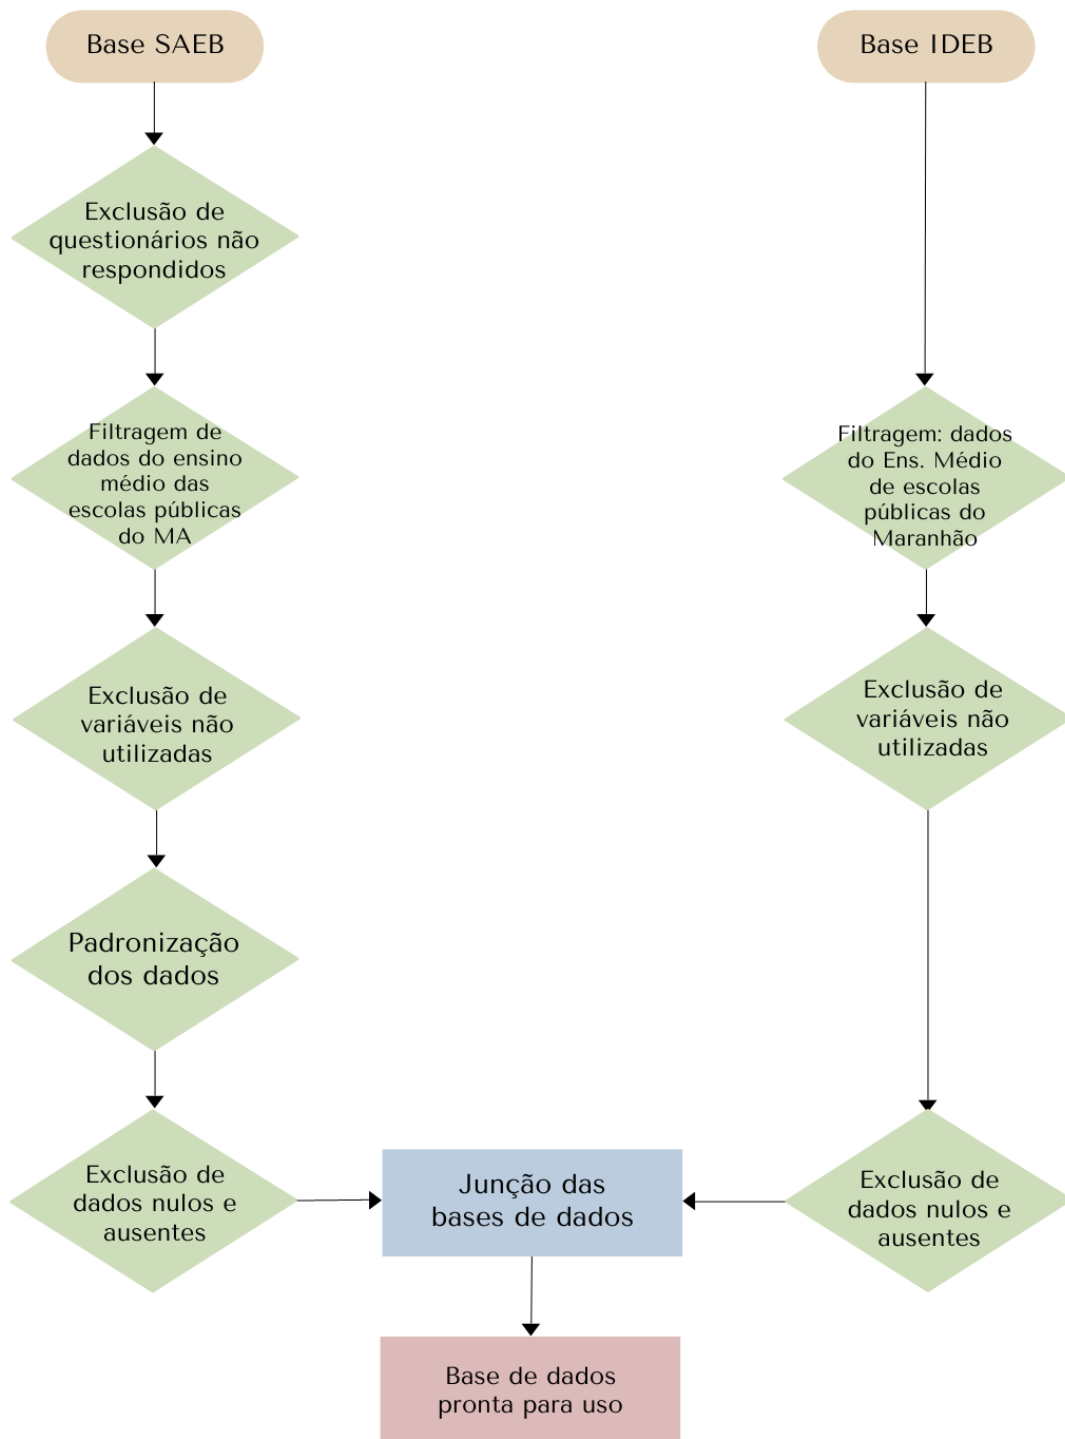 Base SAEB
Base IDEB
Exclusão de
questionários não
respondidos
Filtragem de
dados do ensino
médio das
escolas públicas
do MA
Filtragem: dados
do Ens. Médio
de escolas
públicas do
Maranhão
Exclusão de
variáveis não
utilizadas
Exclusão de
variáveis não
utilizadas
Padronização
dos dados
Exclusão de
dados nulos e
ausentes
Junção das
bases de dados
Exclusão de
dados nulos e
ausentes
Base de dados
pronta para uso